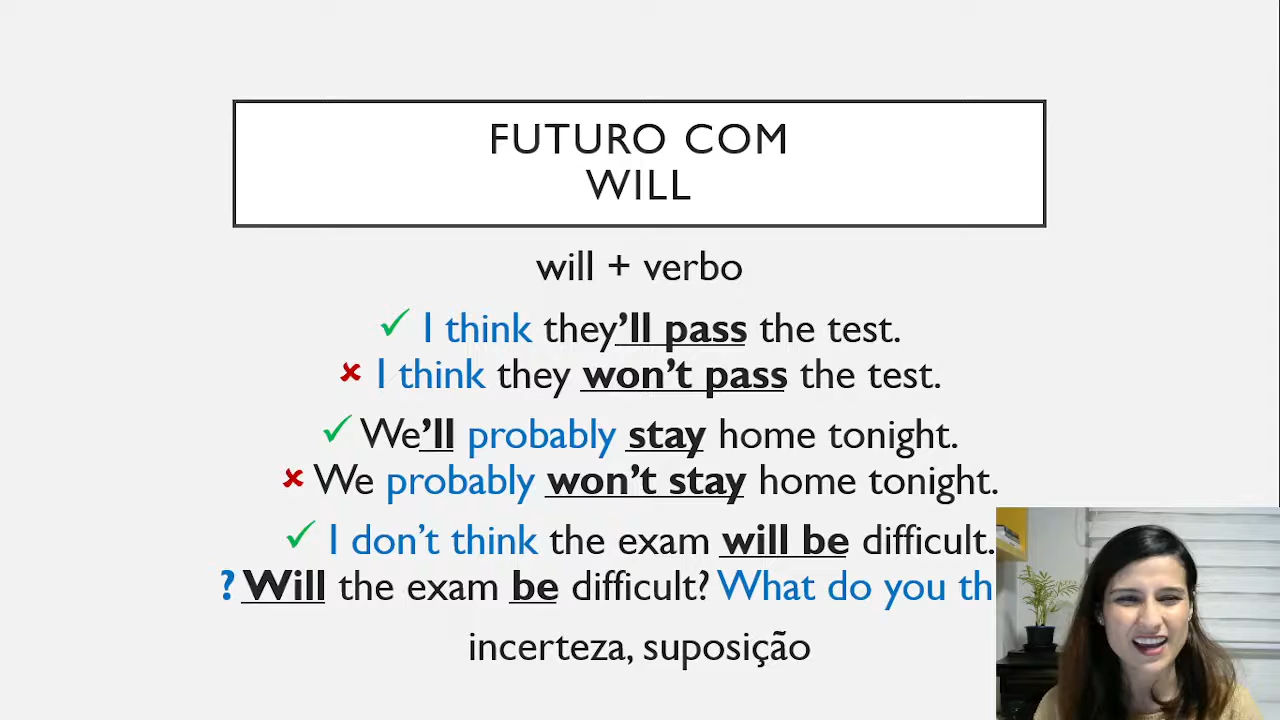 FUTURO COM
WILL
will + verbo
✓ I think they'll pass the test.
✗ I think they won't pass the test.
✓ We'll probably stay home tonight.
✗ We probably won't stay home tonight.
✓ I don't think the exam will be difficult.
? Will the exam be difficult? What do you th
incerteza, suposição